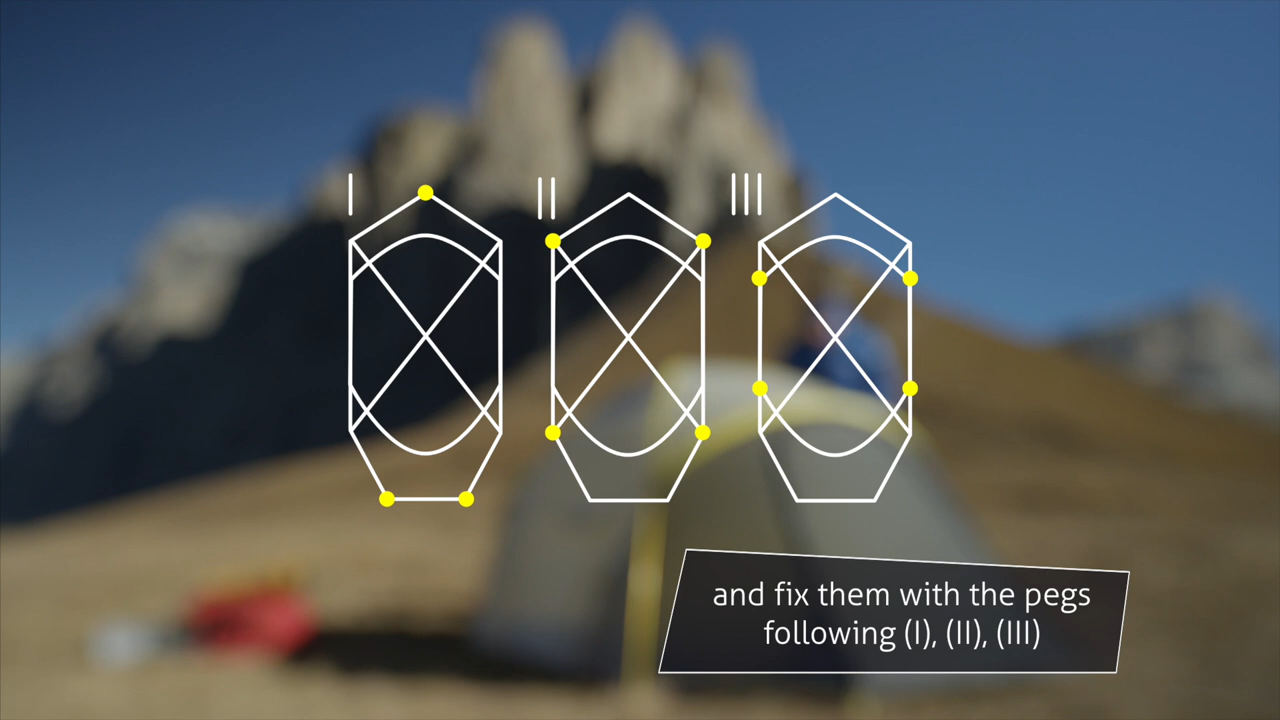 I
II
III
and fix them with the pegs
following (I), (II), (III)